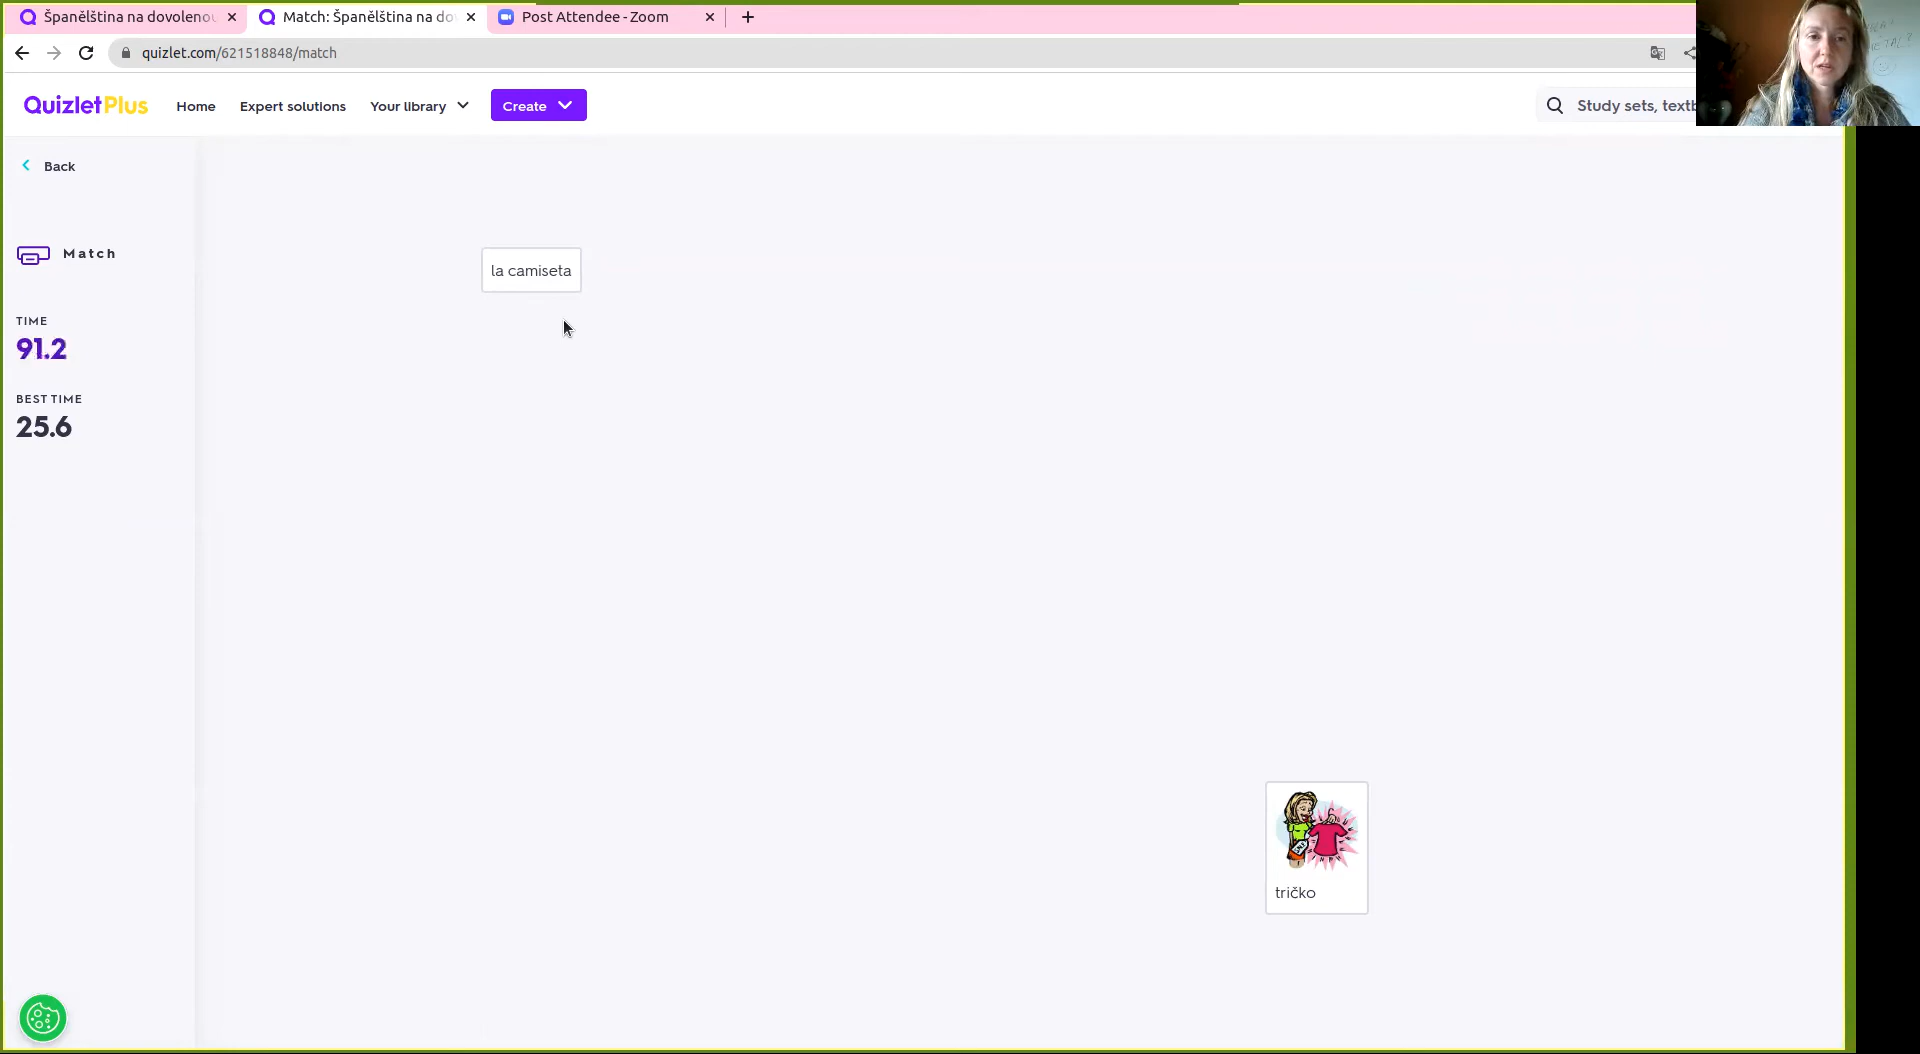 Španělština na dovolenou
Match: Španělština na do
Post Attendee - Zoom
quizlet.com/621518848/match
QuizletPlus
Home
Expert solutions
Your library
Create
Study sets, textb
Back
Match
TIME
91.2
BEST TIME
25.6
la camiseta
tričko